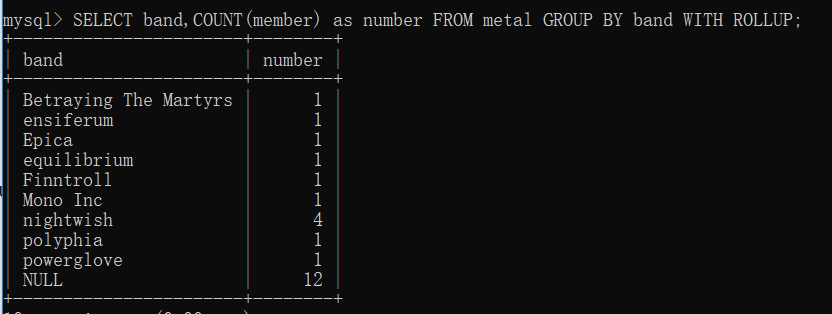 mysql> SELECT band,COUNT(member) as number FROM metal GROUP BY band WITH ROLLUP;
+-----------------------+--------+
| band | number |
+-----------------------+--------+
| Betraying The Martyrs | 1 |
| ensiferum | 1 |
| Epica | 1 |
| equilibrium | 1 |
| Finntroll | 1 |
| Mono Inc | 1 |
| nightwish | 4 |
| polyphia | 1 |
| powerglove | 1 |
| NULL | 12 |
+-----------------------+--------+